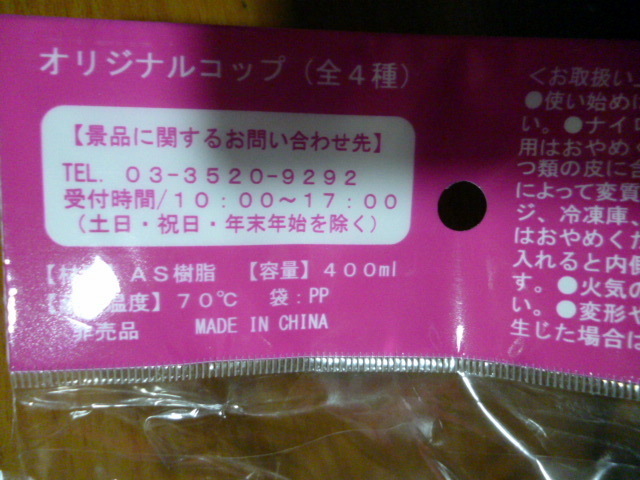 オリジナルコップ（全４種）
【景品に関するお問い合わせ先】
TEL. ０３-３５２０-９２９２
受付時間/１０：００～１７：００
（土日・祝日・年末年始を除く）
ＡＳ樹脂 【容量】４００ml
温度】７０℃ 袋：PP
非売品 MADE IN CHINA
＜お取扱い
●使い始め
い。●ナイロ
用はおやめく
つ類の皮に含
によって変質
ジ、冷凍庫
はおやめくだ
入れると内側
す。●火気の
い。●変形や
生じた場合は